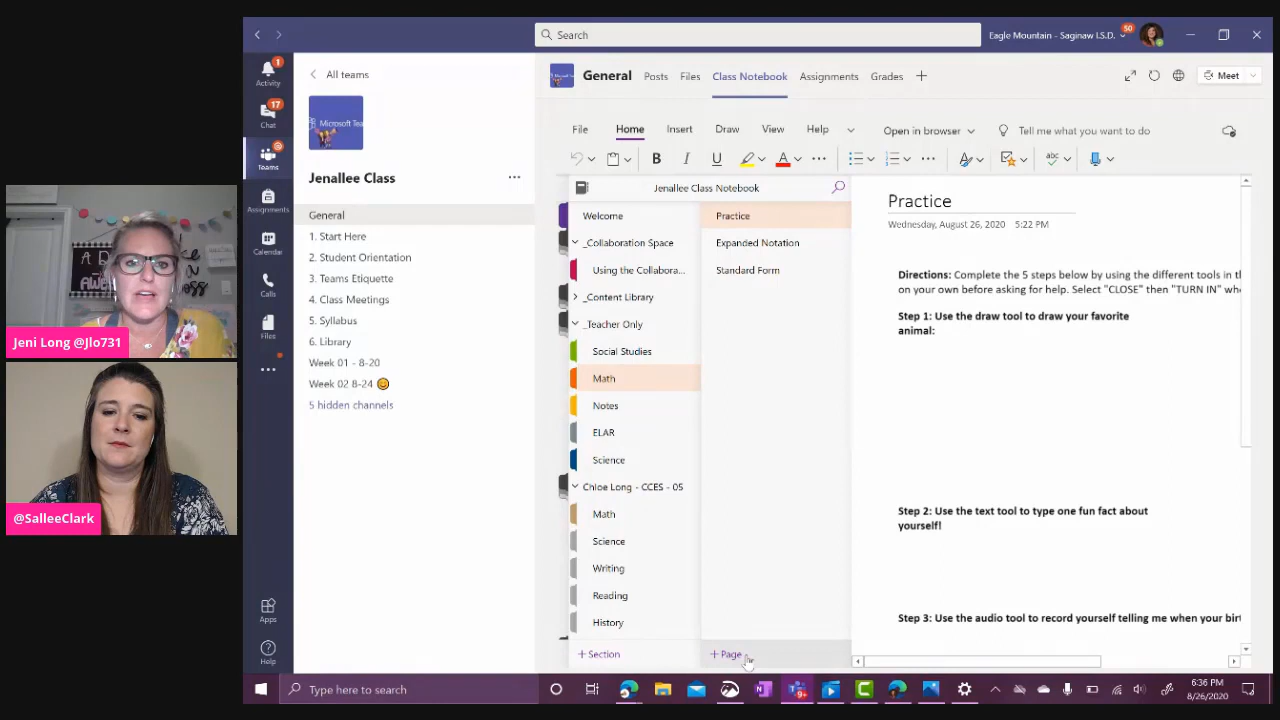 Search
Eagle Mountain - Saginaw I.S.D.
50
Activity
1
Chat
17
Teams
Assignments
Calendar
Calls
Files
Apps
Help
All teams
Microsoft Tea
Jenallee Class
General
1. Start Here
2. Student Orientation
3. Teams Etiquette
4. Class Meetings
5. Syllabus
6. Library
Week 01 - 8-20
Week 02 8-24
5 hidden channels
General Posts Files Class Notebook Assignments Grades
Meet
File Home Insert Draw View Help Open in browser Tell me what you want to do
B I U A abc
Jenallee Class Notebook
Welcome
_Collaboration Space
Using the Collabora...
_Content Library
_Teacher Only
Social Studies
Math
Notes
ELAR
Science
Chloe Long - CCES - 05
Math
Science
Writing
Reading
History
+ Section
Practice
Expanded Notation
Standard Form
+ Page
Practice
Wednesday, August 26, 2020 5:22 PM
Directions: Complete the 5 steps below by using the different tools in th
on your own before asking for help. Select "CLOSE" then "TURN IN" whe
Step 1: Use the draw tool to draw your favorite
animal:
Step 2: Use the text tool to type one fun fact about
yourself!
Step 3: Use the audio tool to record yourself telling me when your birt
Jeni Long @Jlo731
@SalleeClark
Type here to search
6:36 PM
8/26/2020